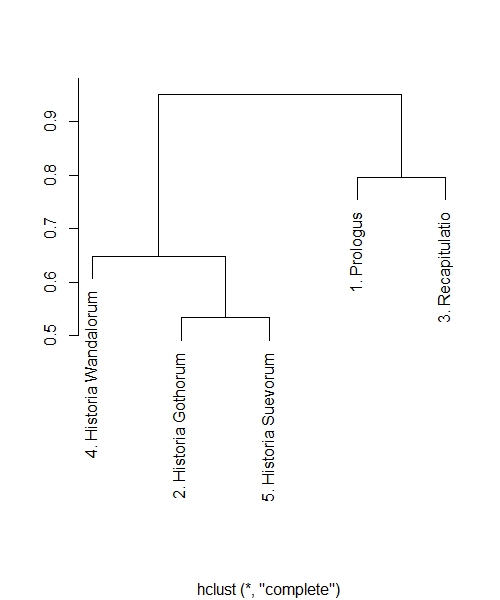 0.9
0.8
0.7
0.6
0.5
4. Historia Wandalorum
2. Historia Gothorum
5. Historia Suevorum
1. Prologus
3. Recapitulatio
hclust (*, "complete")